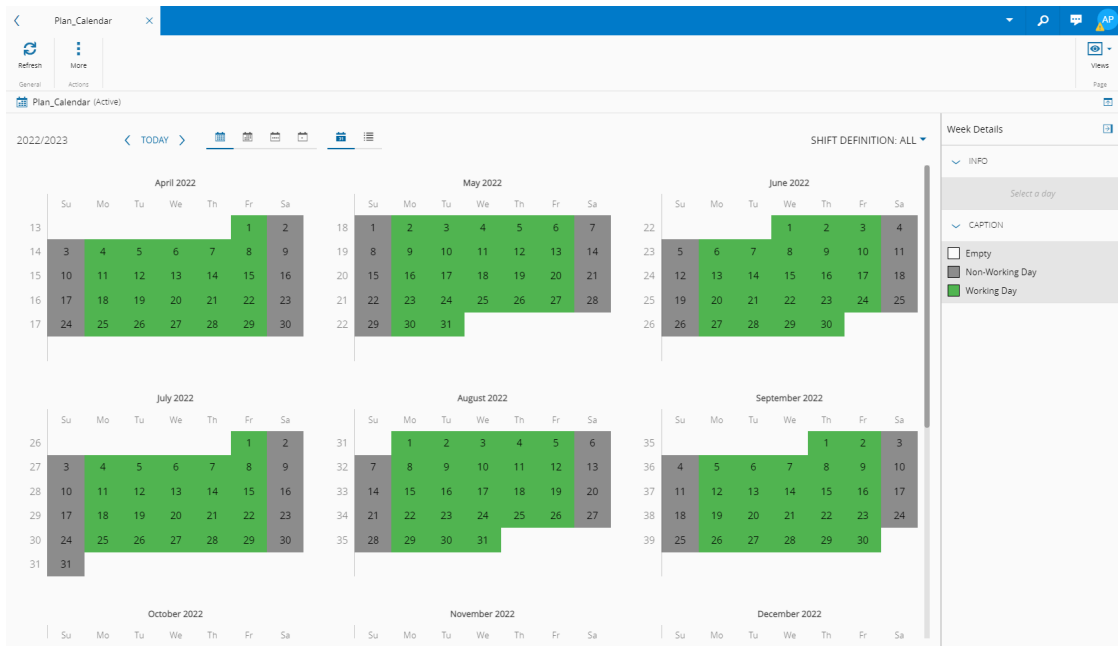 Plan_Calendar
AP
Refresh
More
Views
General
Actions
Page
Plan_Calendar (Active)
2022/2023
TODAY
SHIFT DEFINITION: ALL
April 2022
May 2022
June 2022
Su Mo Tu We Th Fr Sa Su Mo Tu We Th Fr Sa Su Mo Tu We Th Fr Sa
13 1 2 18 1 2 3 4 5 6 7 22 1 2 3 4
14 3 4 5 6 7 8 9 19 8 9 10 11 12 13 14 23 5 6 7 8 9 10 11
15 10 11 12 13 14 15 16 20 15 16 17 18 19 20 21 24 12 13 14 15 16 17 18
16 17 18 19 20 21 22 23 21 22 23 24 25 26 27 28 25 19 20 21 22 23 24 25
17 24 25 26 27 28 29 30 22 29 30 31 26 26 27 28 29 30
July 2022
August 2022
September 2022
Su Mo Tu We Th Fr Sa Su Mo Tu We Th Fr Sa Su Mo Tu We Th Fr Sa
26 1 2 31 1 2 3 4 5 6 35 1 2 3
27 3 4 5 6 7 8 9 32 7 8 9 10 11 12 13 36 4 5 6 7 8 9 10
28 10 11 12 13 14 15 16 33 14 15 16 17 18 19 20 37 11 12 13 14 15 16 17
29 17 18 19 20 21 22 23 34 21 22 23 24 25 26 27 38 18 19 20 21 22 23 24
30 24 25 26 27 28 29 30 35 28 29 30 31 39 25 26 27 28 29 30
31 31
October 2022
November 2022
December 2022
Su Mo Tu We Th Fr Sa Su Mo Tu We Th Fr Sa Su Mo Tu We Th Fr Sa
Week Details
INFO
Select a day
CAPTION
Empty
Non-Working Day
Working Day